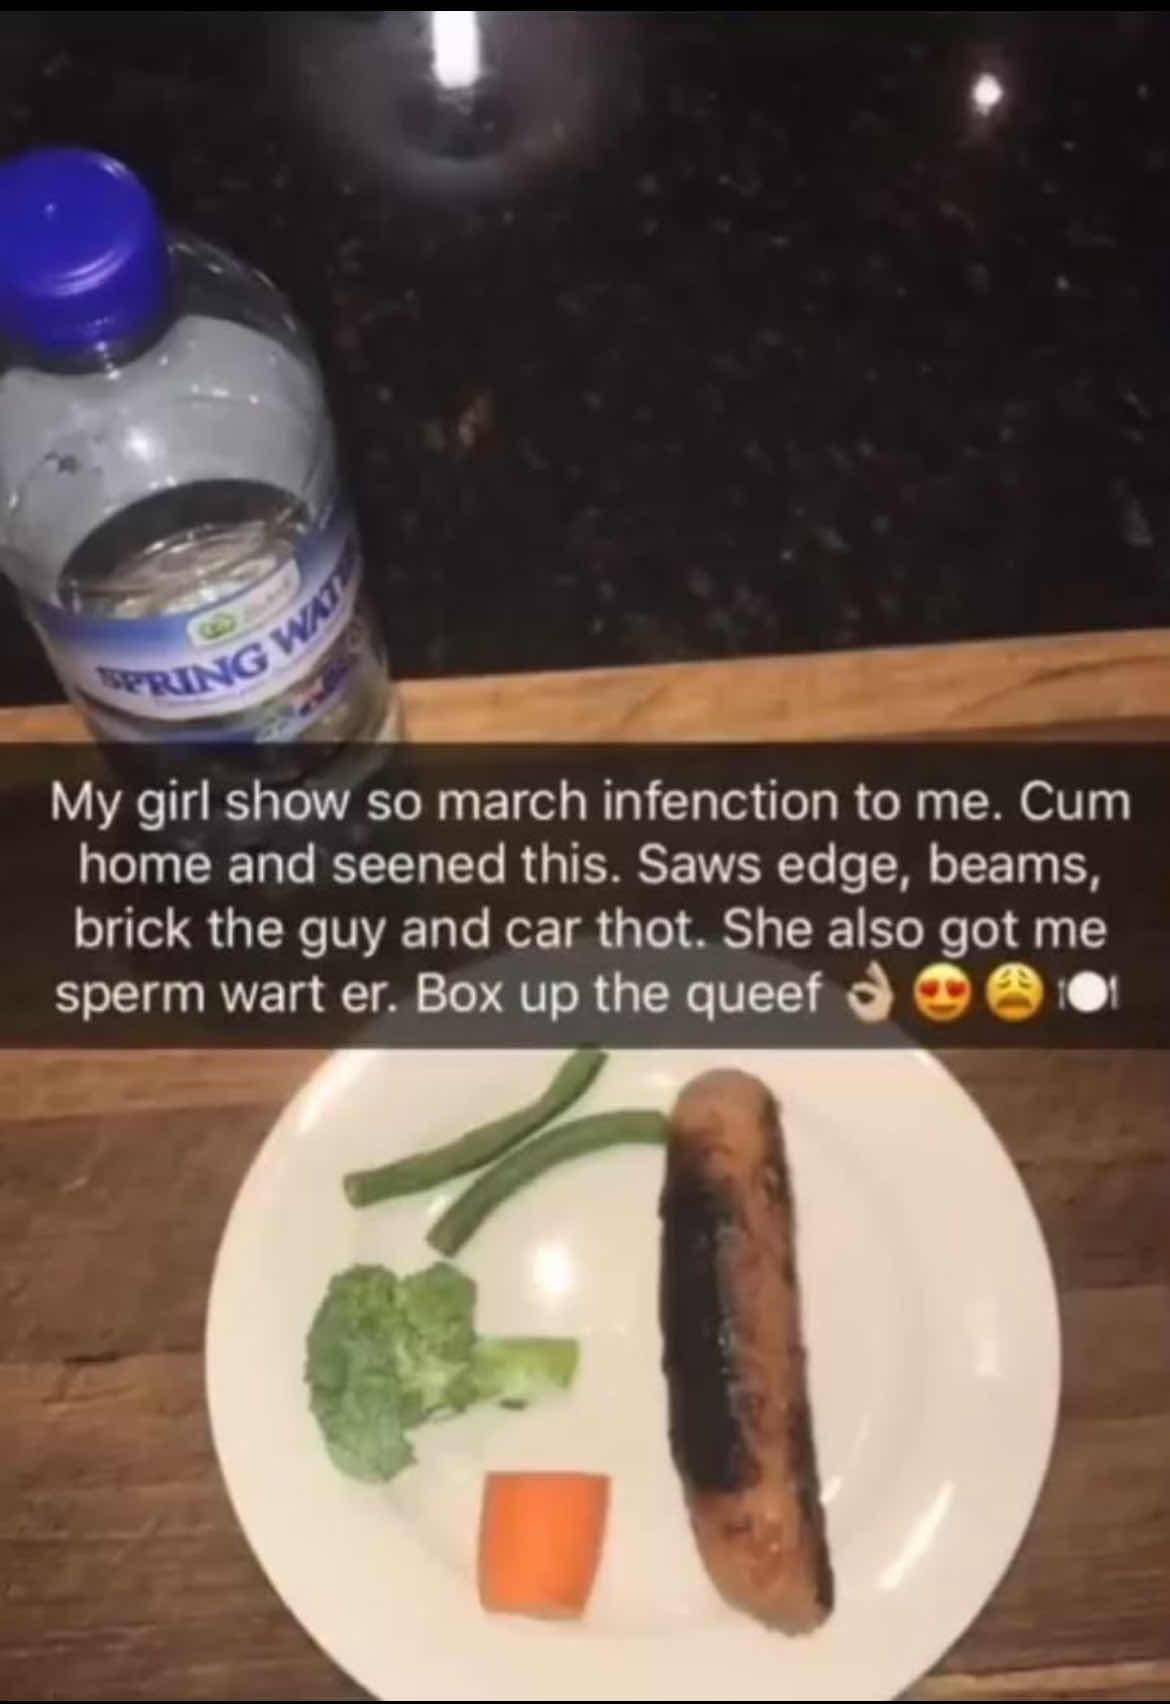 SPRING WAT
My girl show so march infenction to me. Cum
home and seened this. Saws edge, beams,
brick the guy and car thot. She also got me
sperm wart er. Box up the queef 👌🏼 😍 😩 🍽️